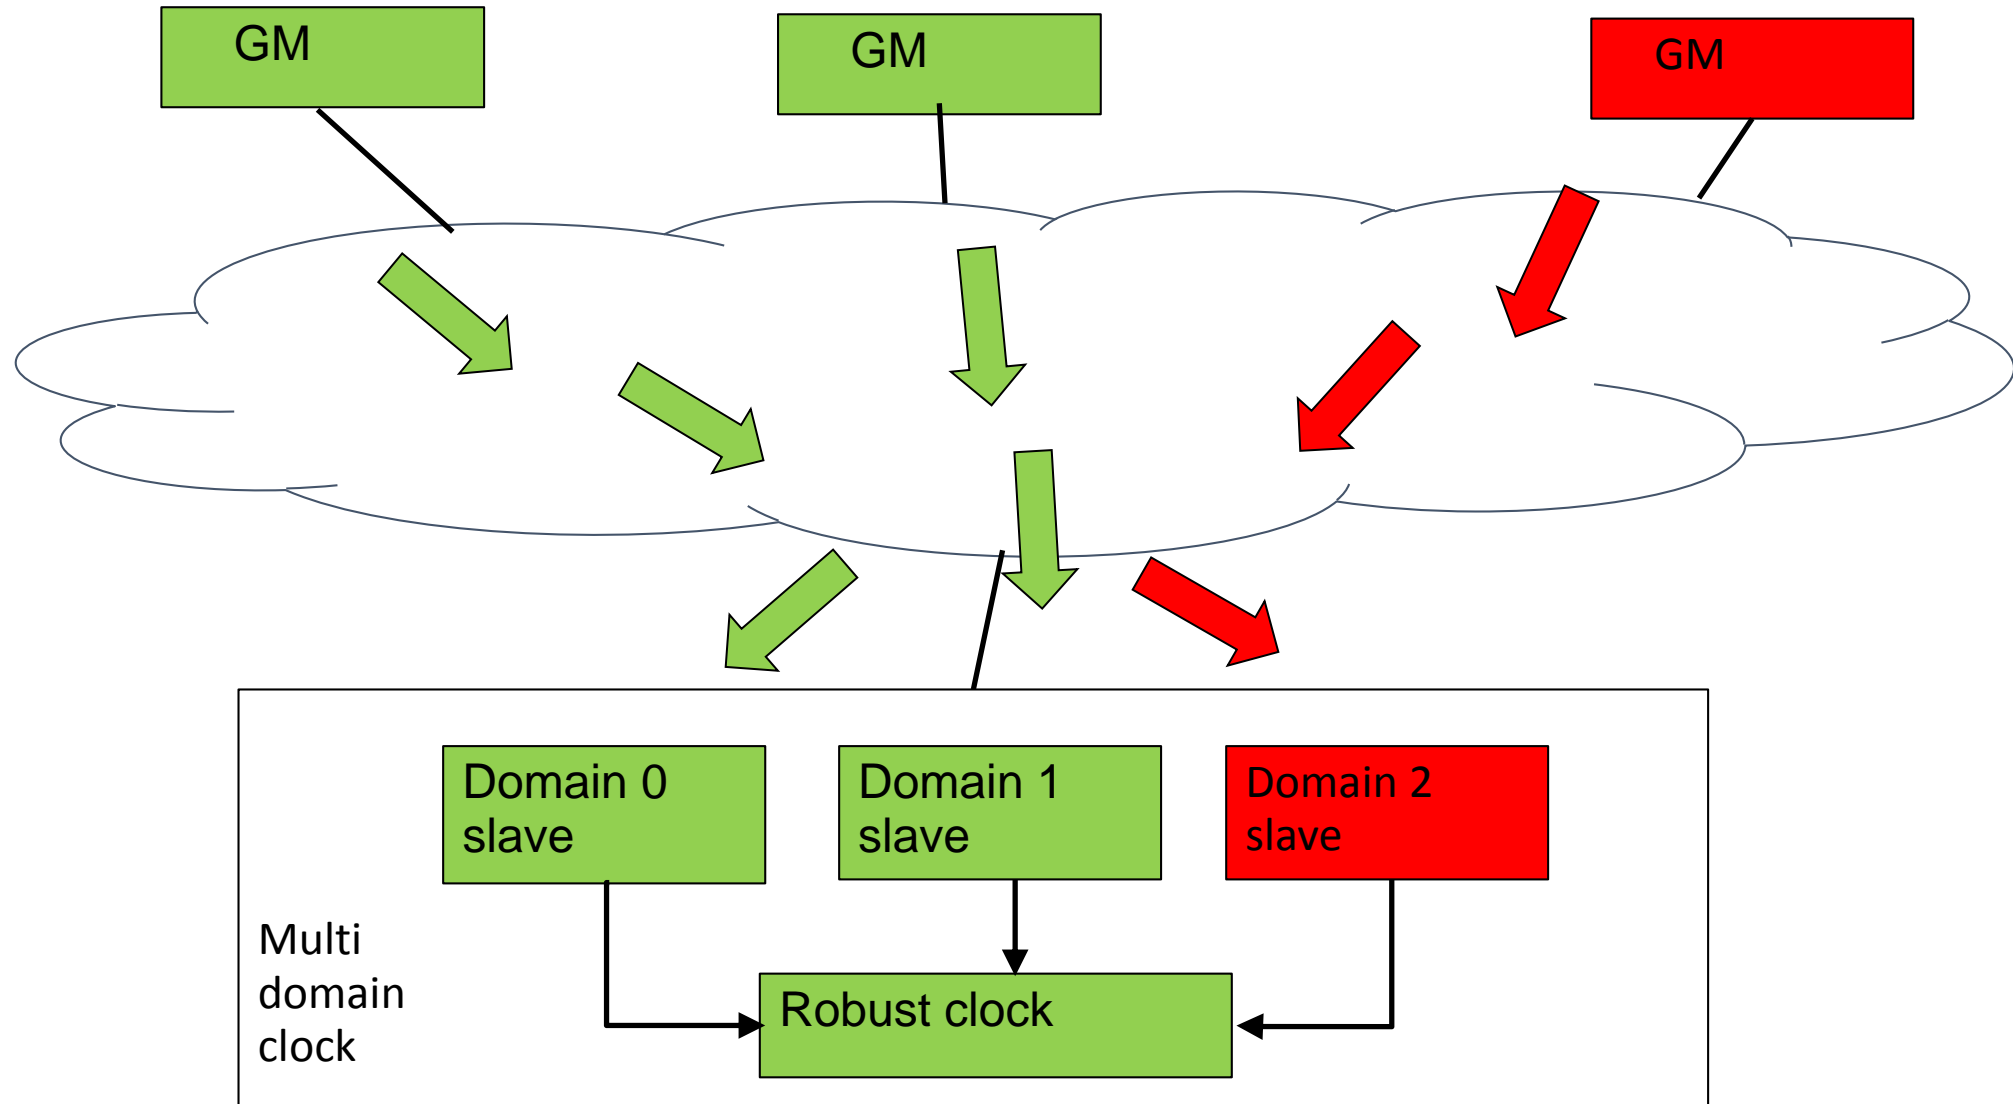 GM
GM
GM
Domain 0
slave
Domain 1
slave
Domain 2
slave
Multi
domain
clock
Robust clock